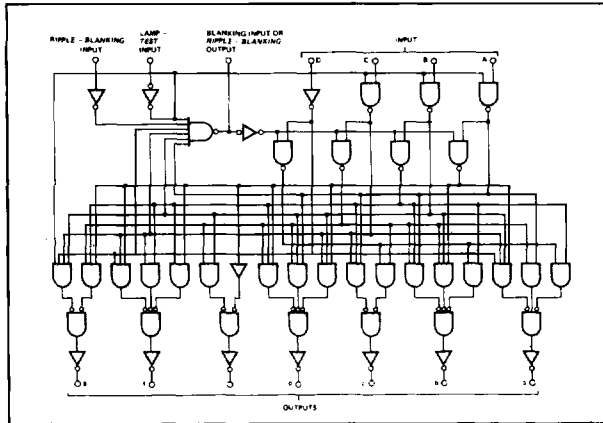 RIPPLE - BLANKING
INPUT
LAMP -
TEST
INPUT
BLANKING INPUT OR
RIPPLE - BLANKING
OUTPUT
INPUT
D
C
B
A
OUTPUTS